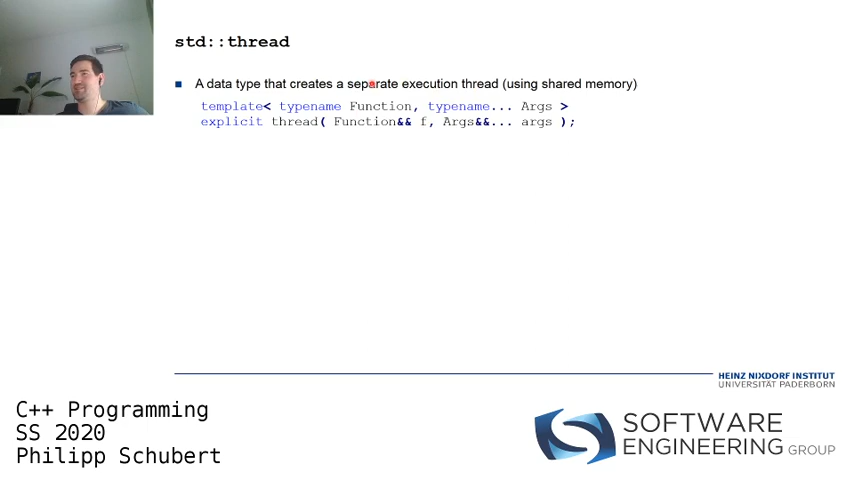 std::thread
A data type that creates a separate execution thread (using shared memory)
template< typename Function, typename... Args >
explicit thread( Function&& f, Args&&... args );
HEINZ NIXDORF INSTITUT
UNIVERSITÄT PADERBORN
C++ Programming
SS 2020
Philipp Schubert
SOFTWARE
ENGINEERING GROUP